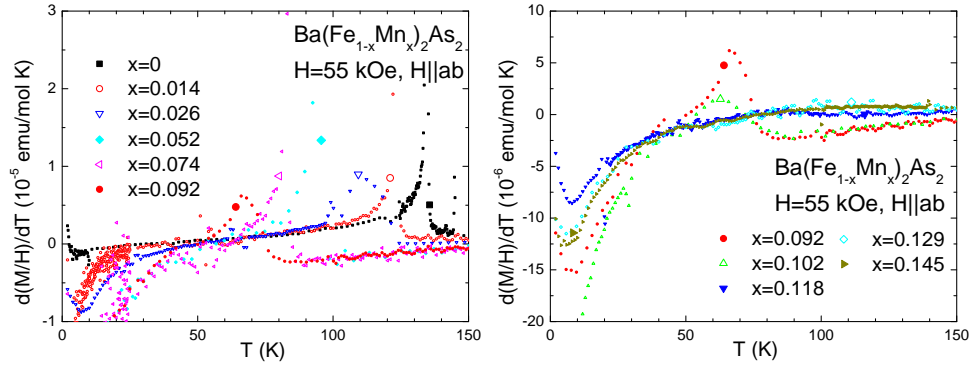 Ba(Fe1-xMnx)2As2
H=55 kOe, H||ab
x=0
x=0.014
x=0.026
x=0.052
x=0.074
x=0.092
d(M/H)/dT (10^-5 emu/mol K)
3
2
1
0
-1
0 50 100 150
T (K)
d(M/H)/dT (10^-6 emu/mol K)
10
5
0
-5
-10
-15
-20
Ba(Fe1-xMnx)2As2
H=55 kOe, H||ab
x=0.092 x=0.129
x=0.102 x=0.145
x=0.118
0 50 100 150
T (K)